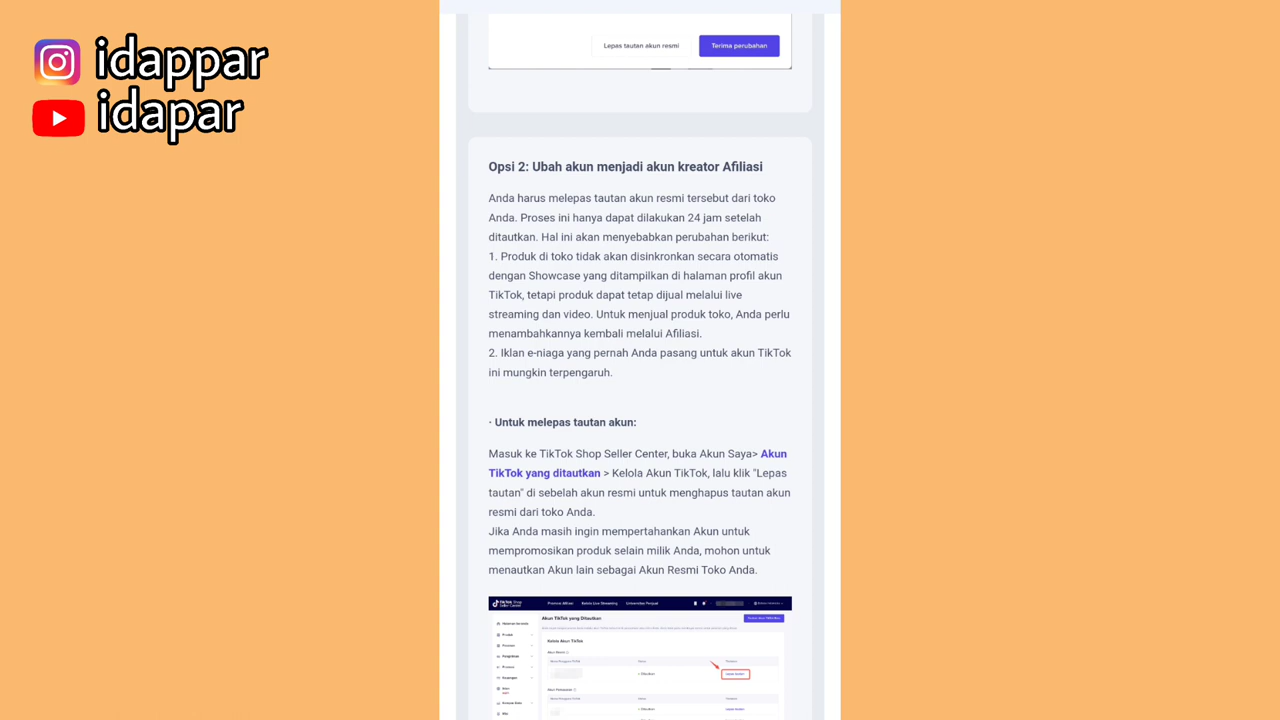 idappar
idapar
Lepas tautan akun resmi
Terima perubahan
Opsi 2: Ubah akun menjadi akun kreator Afiliasi
Anda harus melepas tautan akun resmi tersebut dari toko
Anda. Proses ini hanya dapat dilakukan 24 jam setelah
ditautkan. Hal ini akan menyebabkan perubahan berikut:
1. Produk di toko tidak akan disinkronkan secara otomatis
dengan Showcase yang ditampilkan di halaman profil akun
TikTok, tetapi produk dapat tetap dijual melalui live
streaming dan video. Untuk menjual produk toko, Anda perlu
menambahkannya kembali melalui Afiliasi.
2. Iklan e-niaga yang pernah Anda pasang untuk akun TikTok
ini mungkin terpengaruh.
· Untuk melepas tautan akun:
Masuk ke TikTok Shop Seller Center, buka Akun Saya> Akun
TikTok yang ditautkan > Kelola Akun TikTok, lalu klik "Lepas
tautan" di sebelah akun resmi untuk menghapus tautan akun
resmi dari toko Anda.
Jika Anda masih ingin mempertahankan Akun untuk
mempromosikan produk selain milik Anda, mohon untuk
menautkan Akun lain sebagai Akun Resmi Toko Anda.
TikTok Shop
Seller Center
Akun TikTok yang Ditautkan
Kelola Akun TikTok
Produk